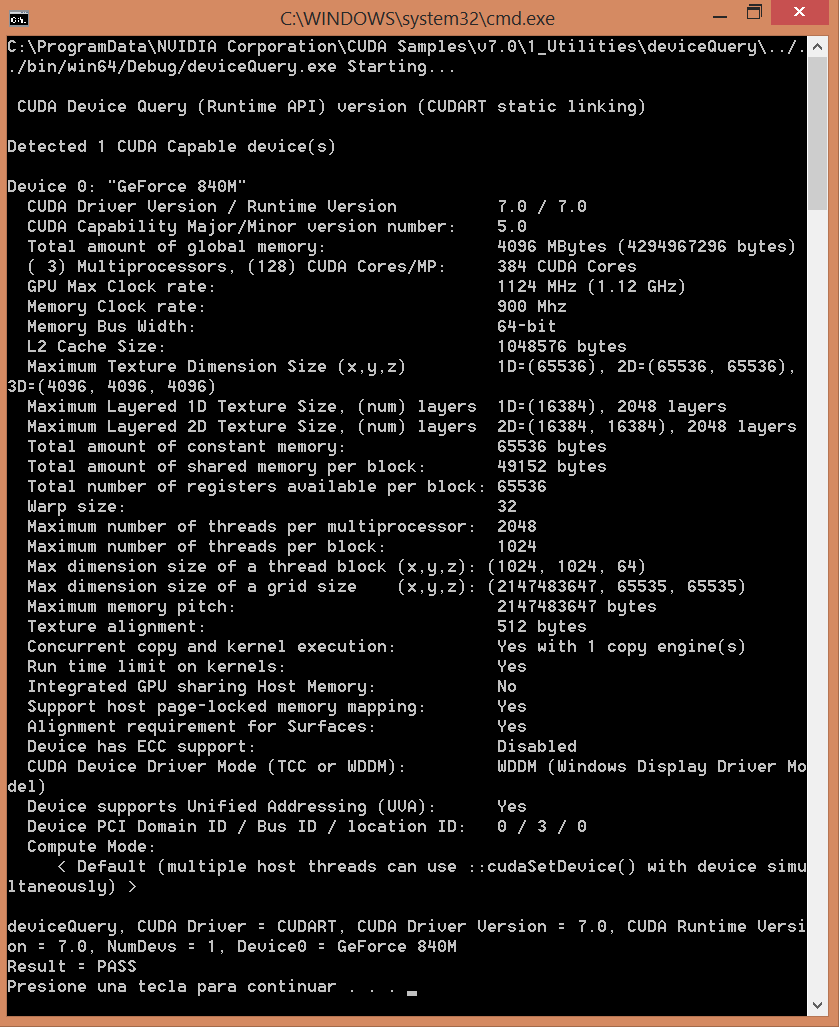 C:\WINDOWS\system32\cmd.exe
C:\ProgramData\NVIDIA Corporation\CUDA Samples\v7.0\1_Utilities\deviceQuery\../.
./bin/win64/Debug/deviceQuery.exe Starting...
CUDA Device Query (Runtime API) version (CUDART static linking)
Detected 1 CUDA Capable device(s)
Device 0: "GeForce 840M"
CUDA Driver Version / Runtime Version 7.0 / 7.0
CUDA Capability Major/Minor version number: 5.0
Total amount of global memory: 4096 MBytes (4294967296 bytes)
( 3) Multiprocessors, (128) CUDA Cores/MP: 384 CUDA Cores
GPU Max Clock rate: 1124 MHz (1.12 GHz)
Memory Clock rate: 900 Mhz
Memory Bus Width: 64-bit
L2 Cache Size: 1048576 bytes
Maximum Texture Dimension Size (x,y,z) 1D=(65536), 2D=(65536, 65536),
3D=(4096, 4096, 4096)
Maximum Layered 1D Texture Size, (num) layers 1D=(16384), 2048 layers
Maximum Layered 2D Texture Size, (num) layers 2D=(16384, 16384), 2048 layers
Total amount of constant memory: 65536 bytes
Total amount of shared memory per block: 49152 bytes
Total number of registers available per block: 65536
Warp size: 32
Maximum number of threads per multiprocessor: 2048
Maximum number of threads per block: 1024
Max dimension size of a thread block (x,y,z): (1024, 1024, 64)
Max dimension size of a grid size (x,y,z): (2147483647, 65535, 65535)
Maximum memory pitch: 2147483647 bytes
Texture alignment: 512 bytes
Concurrent copy and kernel execution: Yes with 1 copy engine(s)
Run time limit on kernels: Yes
Integrated GPU sharing Host Memory: No
Support host page-locked memory mapping: Yes
Alignment requirement for Surfaces: Yes
Device has ECC support: Disabled
CUDA Device Driver Mode (TCC or WDDM): WDDM (Windows Display Driver Mo
del)
Device supports Unified Addressing (UVA): Yes
Device PCI Domain ID / Bus ID / location ID: 0 / 3 / 0
Compute Mode:
< Default (multiple host threads can use ::cudaSetDevice() with device simu
ltaneously) >
deviceQuery, CUDA Driver = CUDART, CUDA Driver Version = 7.0, CUDA Runtime Versi
on = 7.0, NumDevs = 1, Device0 = GeForce 840M
Result = PASS
Presione una tecla para continuar . . .